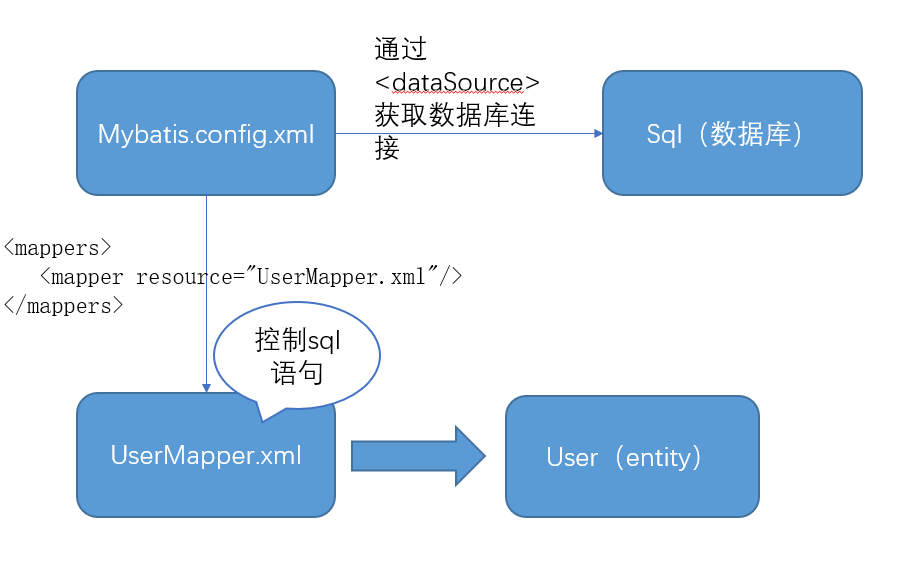 通过
<dataSource>
获取数据库连
接
Mybatis.config.xml
Sql（数据库）
<mappers>
<mapper resource="UserMapper.xml"/>
</mappers>
控制sql
语句
UserMapper.xml
User（entity）